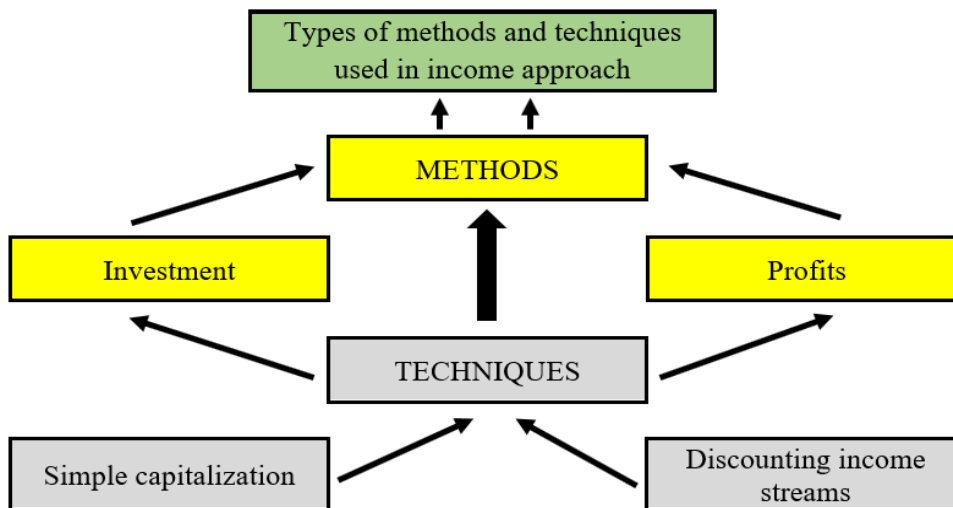 Types of methods and techniques
used in income approach
METHODS
Investment
Profits
TECHNIQUES
Simple capitalization
Discounting income
streams